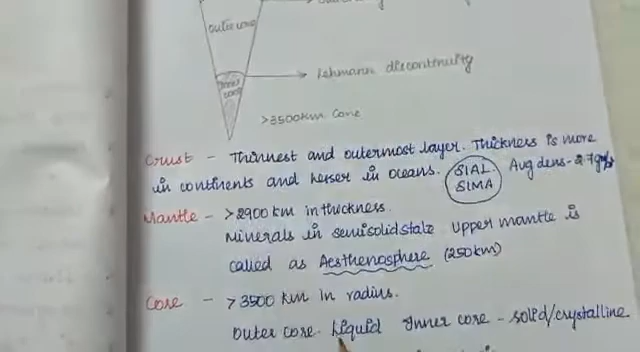 outer core
Lehmann discontinuity
inner
core
>3500km Core
Crust - Thinnest and outermost layer. Thickness is more
in continents and lesser in oceans. SIAL SIMA Avg dens-2.7g
Mantle - >2900 km in thickness.
Minerals in semisolid state upper mantle is
called as Aesthenosphere (250km)
Core - >3500 km in radius.
Outer core - Liquid Inner core - solid/crystalline